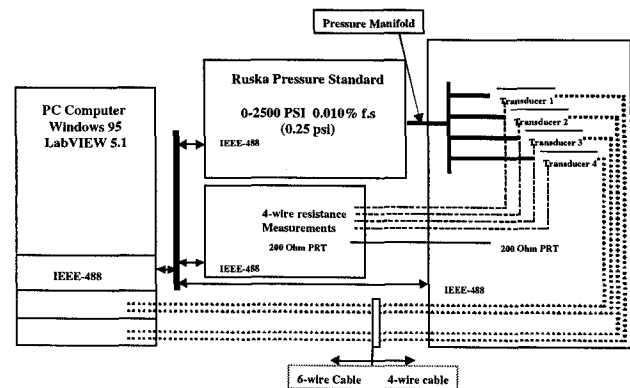 Pressure Manifold
Ruska Pressure Standard
0-2500 PSI 0.010% f.s
(0.25 psi)
IEEE-488
PC Computer
Windows 95
LabVIEW 5.1
IEEE-488
4-wire resistance
Measurements
200 Ohm PRT
IEEE-488
Transducer 1
Transducer 2
Transducer 3
Transducer 4
200 Ohm PRT
IEEE-488
6-wire Cable
4-wire cable